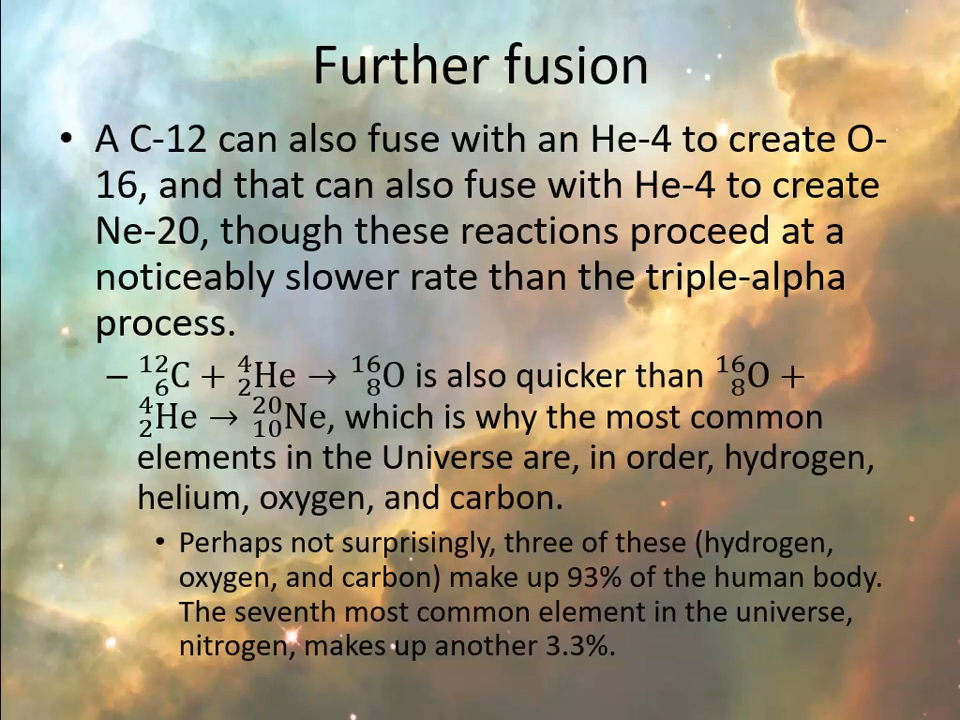 Further fusion
• A C-12 can also fuse with an He-4 to create O-
16, and that can also fuse with He-4 to create
Ne-20, though these reactions proceed at a
noticeably slower rate than the triple-alpha
process.
– ¹²₆C + ⁴₂He → ¹⁶₈O is also quicker than ¹⁶₈O +
⁴₂He → ²⁰₁₀Ne, which is why the most common
elements in the Universe are, in order, hydrogen,
helium, oxygen, and carbon.
• Perhaps not surprisingly, three of these (hydrogen,
oxygen, and carbon) make up 93% of the human body.
The seventh most common element in the universe,
nitrogen, makes up another 3.3%.